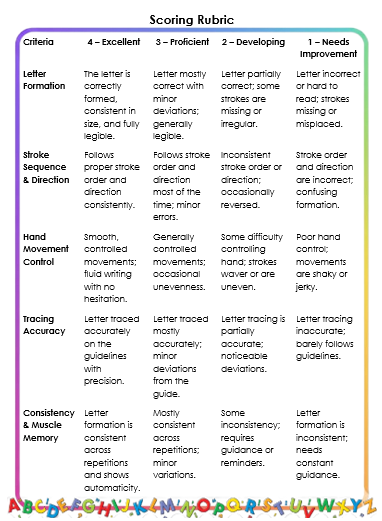 Scoring Rubric
Criteria 4 – Excellent 3 – Proficient 2 – Developing 1 – Needs
Improvement
Letter The letter is Letter mostly Letter partially Letter incorrect
Formation correctly correct with correct; some or hard to
formed, minor strokes are read; strokes
consistent in deviations; missing or missing or
size, and fully generally irregular. misplaced.
legible. legible.
Stroke Follows Follows stroke Inconsistent Stroke order
Sequence proper stroke order and stroke order or and direction
& Direction order and direction direction; are incorrect;
direction most of the occasionally confusing
consistently. time; minor reversed. formation.
errors.
Hand Smooth, Generally Some difficulty Poor hand
Movement controlled controlled controlling control;
Control movements; movements; hand; strokes movements
fluid writing occasional waver or are are shaky or
with no unevenness. uneven. jerky.
hesitation.
Tracing Letter traced Letter traced Letter tracing is Letter tracing
Accuracy accurately mostly partially inaccurate;
on the accurately; accurate; barely follows
guidelines minor noticeable guidelines.
with deviations deviations.
precision. from the
guide.
Consistency Letter Mostly Some Letter
& Muscle formation is consistent inconsistency; formation is
Memory consistent across requires inconsistent;
across repetitions; guidance or needs
repetitions minor reminders. constant
and shows variations. guidance.
automaticity.
ABCDEFGHIJKLMNOPQRSTUVWXYZ